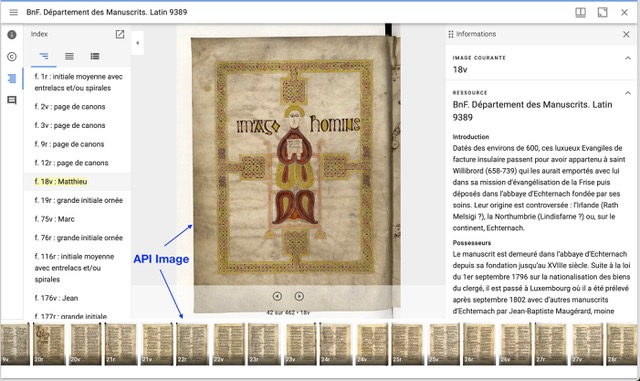 BnF. Département des Manuscrits. Latin 9389
Index
f. 1r : initiale moyenne avec
entrelacs et/ou spirales
f. 2v : page de canons
f. 3v : page de canons
f. 9r : page de canons
f. 12r : page de canons
f. 18v : Matthieu
f. 19r : grande initiale ornée
f. 75v : Marc
f. 76r : grande initiale ornée
f. 116r : initiale moyenne
avec entrelacs et/ou
spirales
f. 176v : Jean
f. 177r : grande initiale
imago hominis
API Image
42 sur 462 • 18v
Informations
IMAGE COURANTE
18v
RESSOURCE
BnF. Département des Manuscrits. Latin
9389
Introduction
Datés des environs de 600, ces luxueux Evangiles de
facture insulaire passent pour avoir appartenu à saint
Willibrord (658-739) qui les aurait emportés avec lui
dans sa mission d'évangélisation de la Frise puis
déposés dans l'abbaye d'Echternach fondée par ses
soins. Leur origine est controversée : l'Irlande (Rath
Melsigi ?), la Northumbrie (Lindisfarne ?) ou, sur le
continent, Echternach.
Possesseurs
Le manuscrit est demeuré dans l'abbaye d'Echternach
depuis sa fondation jusqu'au XVIIIe siècle. Suite à la loi
du 1er septembre 1796 sur la nationalisation des biens
du clergé, il est passé à Luxembourg où il a été prélevé
après septembre 1802 avec d'autres manuscrits
d'Echternach par Jean-Baptiste Maugérard, moine
9v 20r 20v 21r 21v 22r 22v 23r 23v 24r 24v 25r 25v 26r 26v 27r 27v 28r